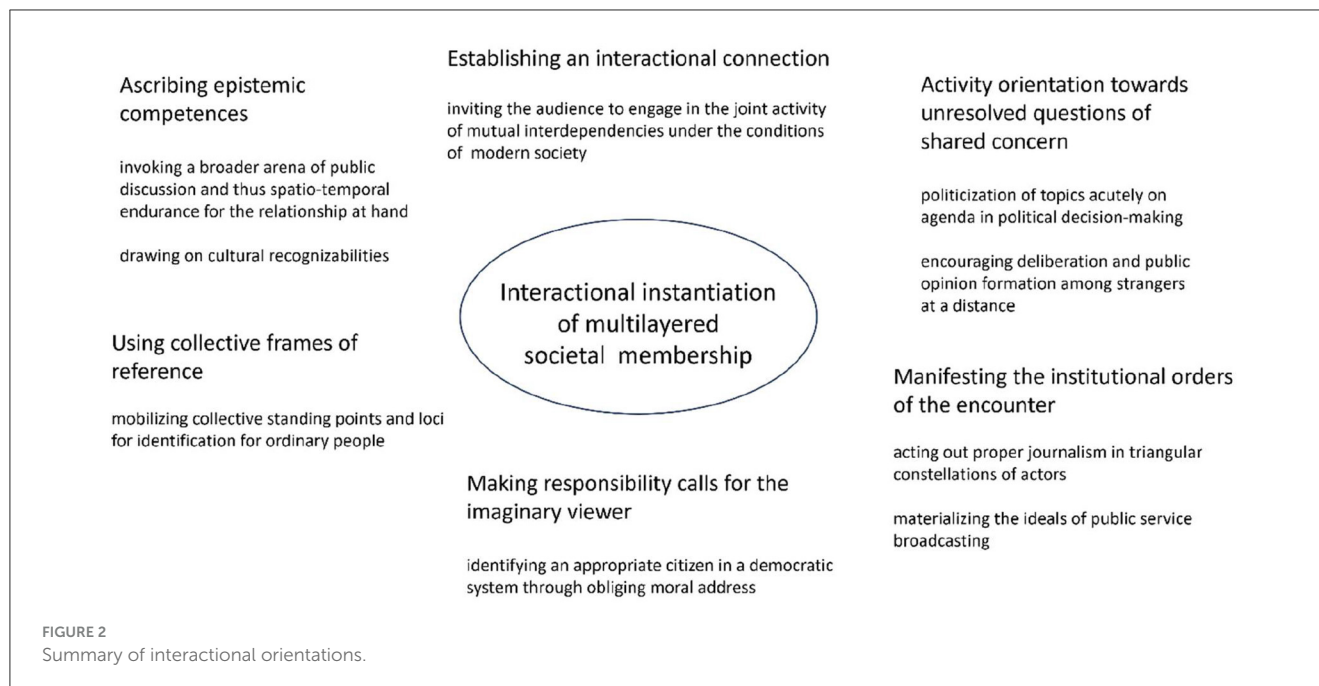 Establishing an interactional connection
inviting the audience to engage in the joint activity
of mutual interdependencies under the conditions
of modern society
Ascribing epistemic
competences
invoking a broader arena of public
discussion and thus spatio-temporal
endurance for the relationship at hand
drawing on cultural recognizabilities
Using collective frames of
reference
mobilizing collective standing points and loci
for identification for ordinary people
Interactional instantiation
of multilayered
societal membership
Making responsibility calls for the
imaginary viewer
identifying an appropriate citizen in a democratic
system through obliging moral address
Activity orientation towards
unresolved questions of
shared concern
politicization of topics acutely on
agenda in political decision-making
encouraging deliberation and public
opinion formation among strangers
at a distance
Manifesting the institutional orders
of the encounter
acting out proper journalism in triangular
constellations of actors
materializing the ideals of public service
broadcasting
FIGURE 2
Summary of interactional orientations.